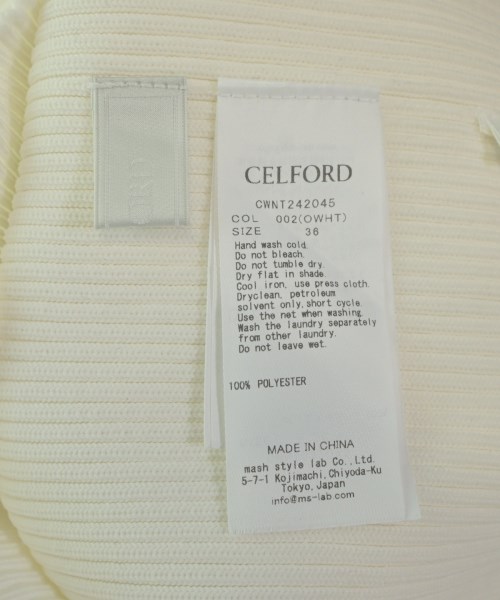 CELFORD
CWNT242045
COL 002(OWHT)
SIZE 36
Hand wash cold.
Do not bleach.
Do not tumble dry.
Dry flat in shade.
Cool iron, use press cloth.
Dryclean, petroleum
solvent only, short cycle.
Use the net when washing.
Wash the laundry separately
from other laundry.
Do not leave wet.
100% POLYESTER
MADE IN CHINA
mash style lab Co.,Ltd.
5-7-1 Kojimachi,Chiyoda-Ku
Tokyo,Japan
info@ms-lab.com